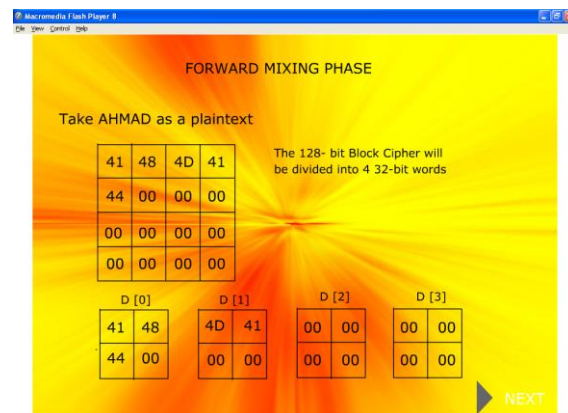 Macromedia Flash Player 8
File View Control Help
FORWARD MIXING PHASE
Take AHMAD as a plaintext
The 128- bit Block Cipher will
be divided into 4 32-bit words
41 48 4D 41
44 00 00 00
00 00 00 00
00 00 00 00
D [0] D [1] D [2] D [3]
41 48 4D 41 00 00 00 00
44 00 00 00 00 00 00 00
NEXT